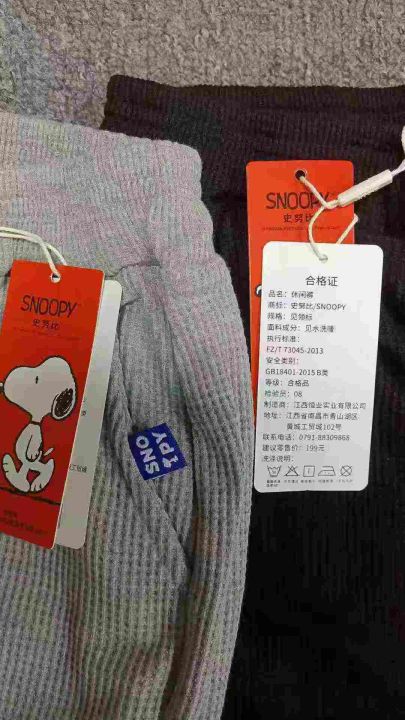 SNOOPY
史努比
SNOOPY
史努比
SNO
OPY
合格证
品名：休闲裤
商标：史努比/SNOOPY
规格：见领标
面料成分：见水洗唛
执行标准：
FZ/T 73045-2013
安全类别：
GB18401-2015 B类
等级：合格品
检验员：08
制造商：江西恒业实业有限公司
地址：江西省南昌市青山湖区
黄城工贸城102号
联系电话：0791-88309868
建议零售价：199元
洗涤说明：